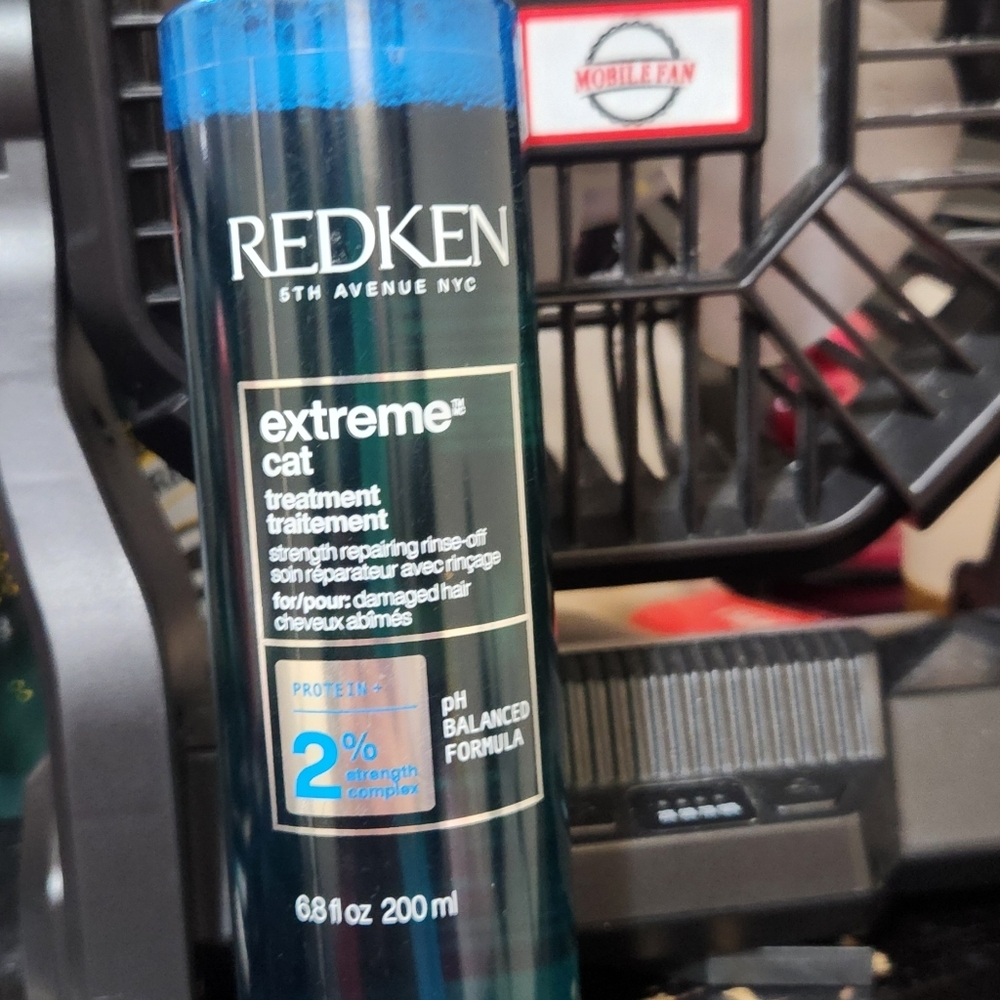 MOBILE FAN
REDKEN
5TH AVENUE NYC
extreme™
cat
treatment
traitement
strength repairing rinse-off
soin réparateur avec rinçage
for/pour: damaged hair
cheveux abîmés
PROTEIN+
2%
strength
complex
pH
BALANCED
FORMULA
6.8 fl oz 200 ml